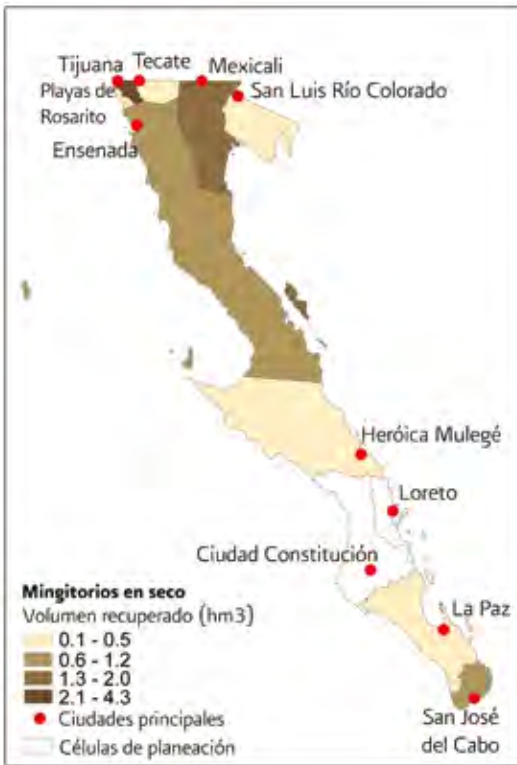 Tijuana
Tecate
Mexicali
Playas de
Rosarito
San Luis Río Colorado
Ensenada
Heróica Mulegé
Loreto
Ciudad Constitución
La Paz
San José
del Cabo
Mingitorios en seco
Volumen recuperado (hm3)
0.1 - 0.5
0.6 - 1.2
1.3 - 2.0
2.1 - 4.3
Ciudades principales
Células de planeación